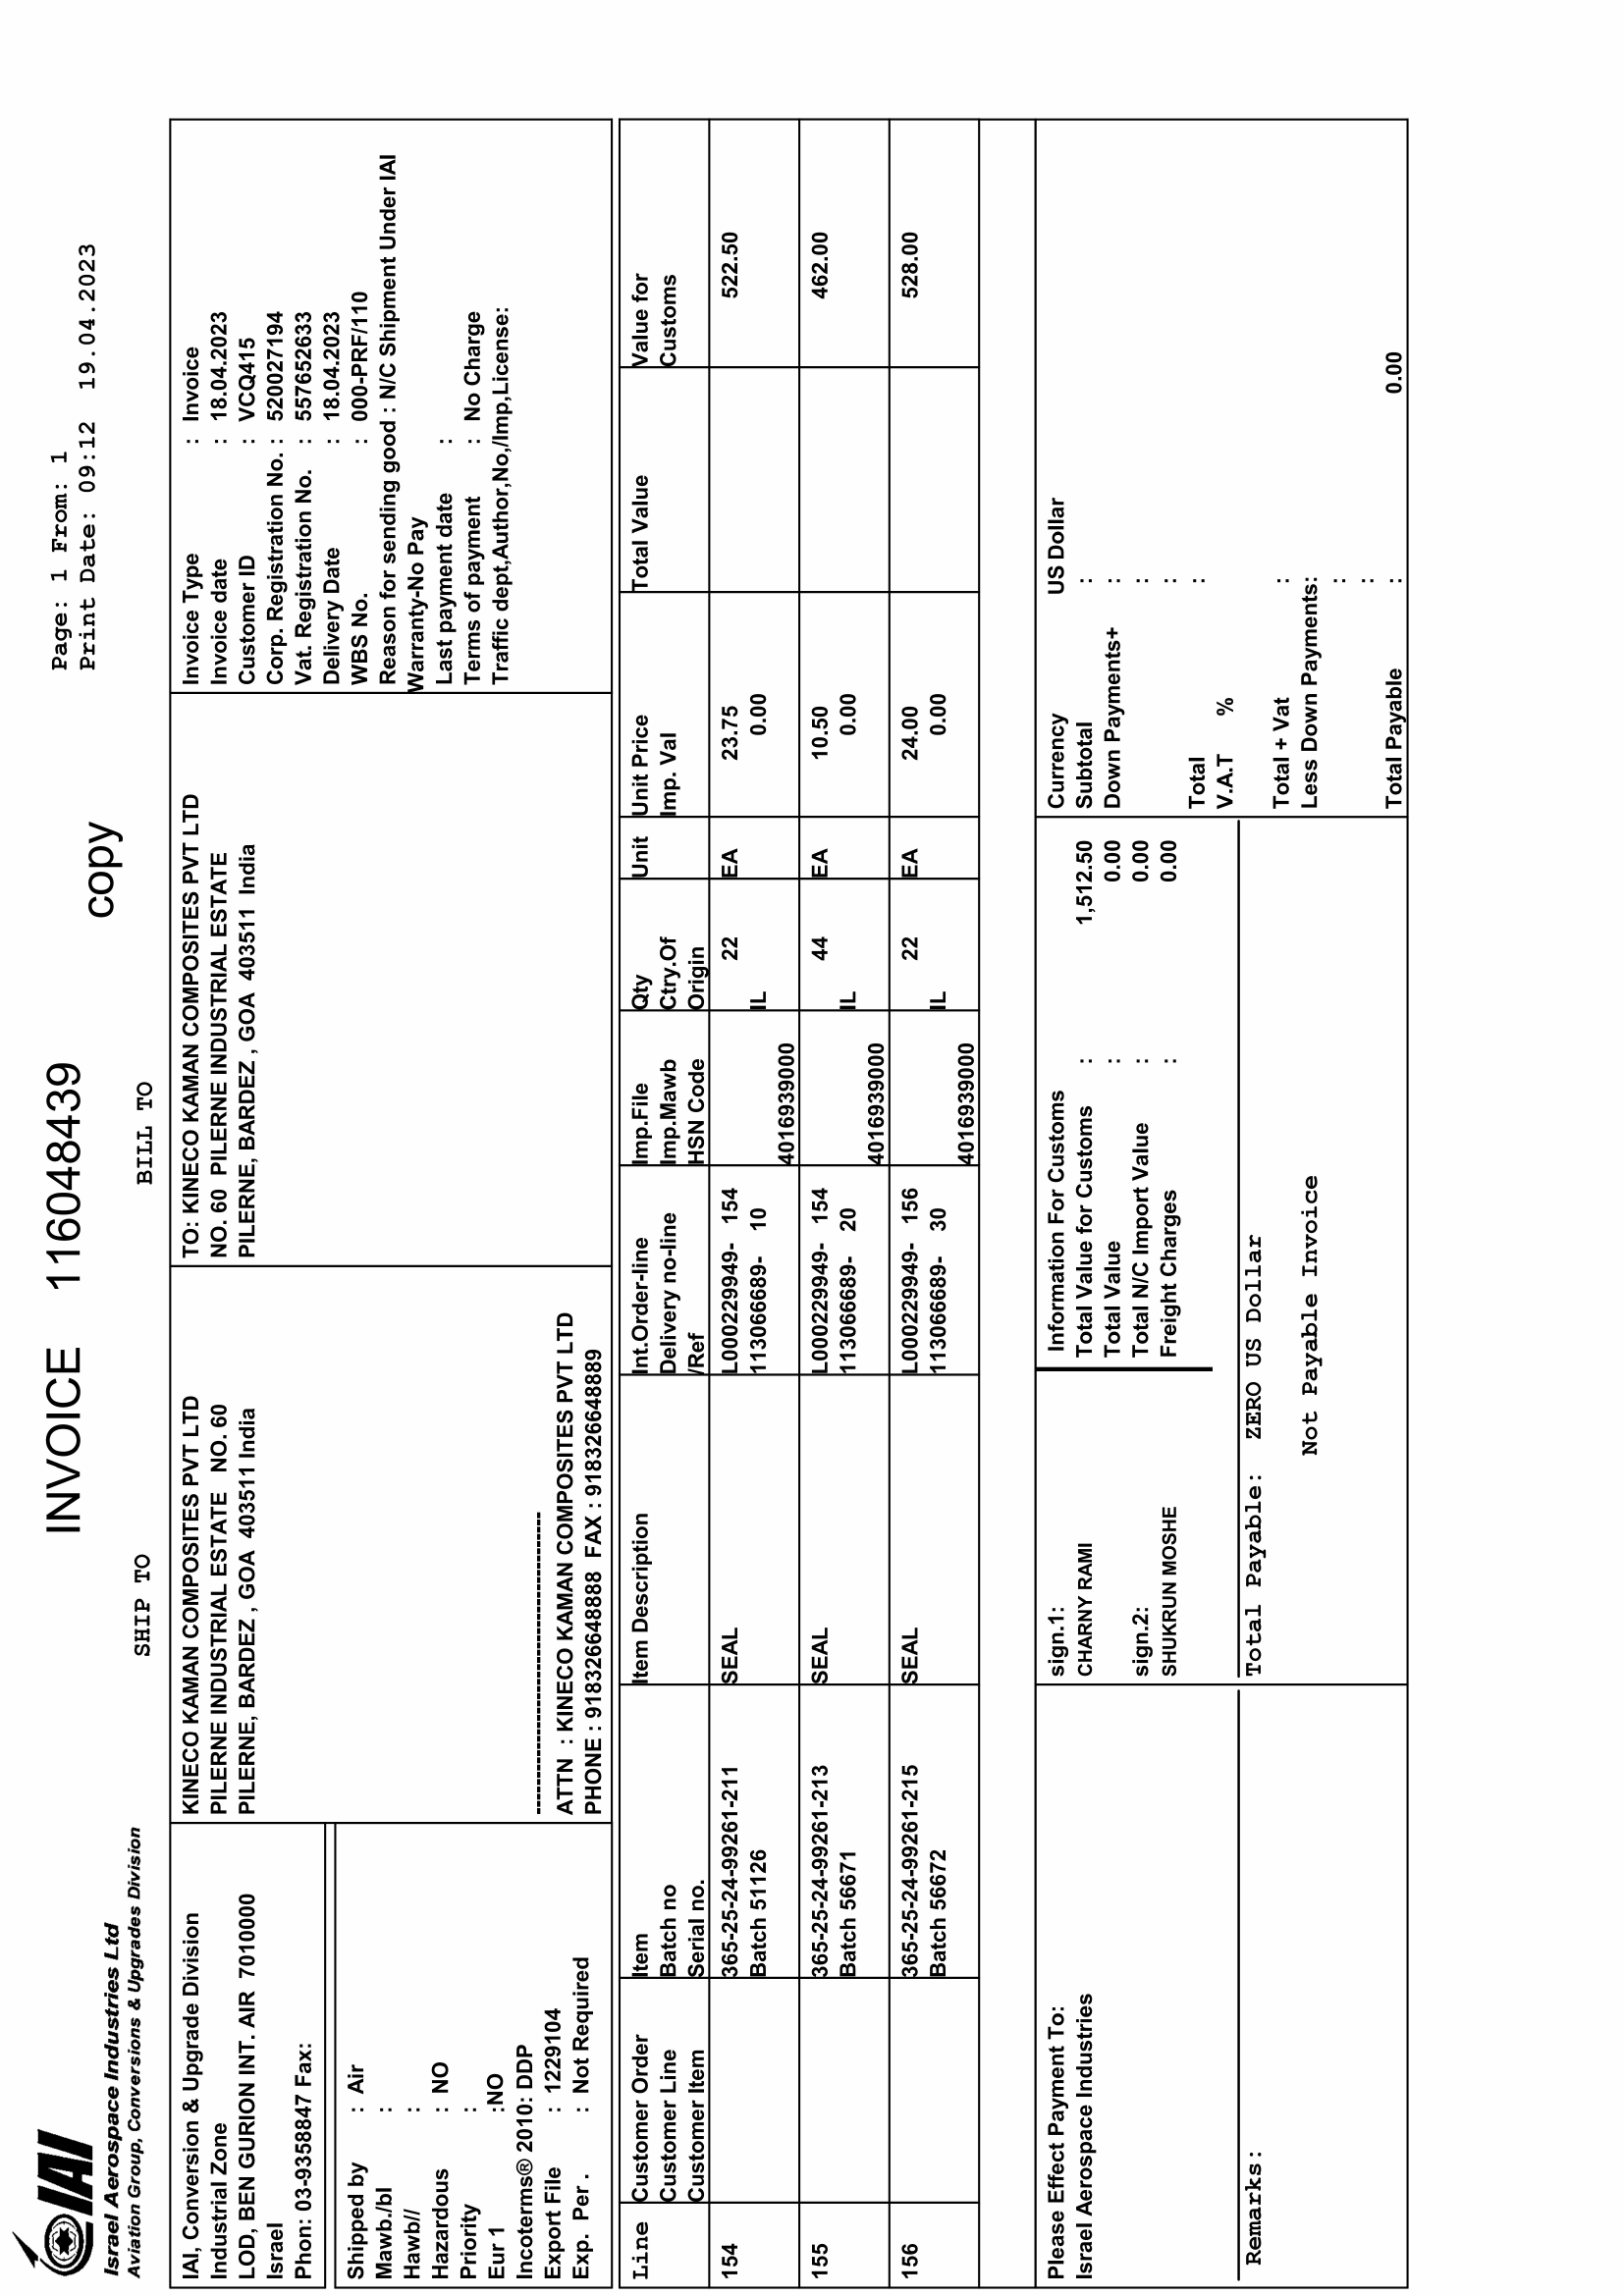 IAI
Israel Aerospace Industries Ltd
Aviation Group, Conversions & Upgrades Division
INVOICE 116048439
copy
Page: 1 From: 1
Print Date: 09:12 19.04.2023
SHIP TO
BILL TO
IAI, Conversion & Upgrade Division
Industrial Zone
LOD, BEN GURION INT. AIR 7010000
Israel
Phon: 03-9358847 Fax:
Shipped by : Air
Mawb./bl :
Hawb// :
Hazardous : NO
Priority :
Eur 1 :NO
Incoterms® 2010: DDP
Export File : 1229104
Exp. Per . : Not Required
KINECO KAMAN COMPOSITES PVT LTD
PILERNE INDUSTRIAL ESTATE NO. 60
PILERNE, BARDEZ , GOA 403511 India
--------------------------------------
ATTN : KINECO KAMAN COMPOSITES PVT LTD
PHONE : 918326648888 FAX : 918326648889
TO: KINECO KAMAN COMPOSITES PVT LTD
NO. 60 PILERNE INDUSTRIAL ESTATE
PILERNE, BARDEZ , GOA 403511 India
Invoice Type : Invoice
Invoice date : 18.04.2023
Customer ID : VCQ415
Corp. Registration No. : 520027194
Vat. Registration No. : 557652633
Delivery Date : 18.04.2023
WBS No. : 000-PRF/110
Reason for sending good : N/C Shipment Under IAI
Warranty-No Pay
Last payment date :
Terms of payment : No Charge
Traffic dept,Author,No,/Imp,License:
Line Customer Order Item Item Description Int.Order-line Imp.File Qty Unit Unit Price Total Value Value for
Customer Line Batch no Delivery no-line Imp.Mawb Ctry.Of Imp. Val Customs
Customer Item Serial no. /Ref HSN Code Origin
154 365-25-24-99261-211 SEAL L000229949- 154 22 EA 23.75 522.50
Batch 51126 113066689- 10 IL 0.00
4016939000
155 365-25-24-99261-213 SEAL L000229949- 154 44 EA 10.50 462.00
Batch 56671 113066689- 20 IL 0.00
4016939000
156 365-25-24-99261-215 SEAL L000229949- 156 22 EA 24.00 528.00
Batch 56672 113066689- 30 IL 0.00
4016939000
Please Effect Payment To:
Israel Aerospace Industries
Remarks:
sign.1:
CHARNY RAMI
sign.2:
SHUKRUN MOSHE
Information For Customs
Total Value for Customs : 1,512.50
Total Value : 0.00
Total N/C Import Value : 0.00
Freight Charges : 0.00
Total Payable: ZERO US Dollar
Not Payable Invoice
Currency US Dollar
Subtotal :
Down Payments+ :
:
:
Total :
V.A.T %
Total + Vat :
Less Down Payments:
:
:
Total Payable : 0.00